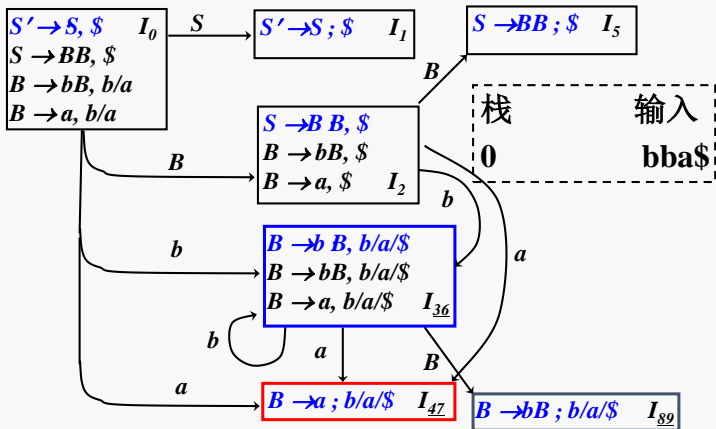 S′ → S, $ I0
S → BB, $
B → bB, b/a
B → a, b/a
S
S′ → S ; $ I1
S → BB ; $ I5
B
栈 输入
0 bba$
S → B B, $
B → bB, $
B → a, $ I2
B
b
a
b
B → b B, b/a/$
B → bB, b/a/$
B → a, b/a/$ I36
b
a
B
a
B → a ; b/a/$ I47
B → bB ; b/a/$ I89